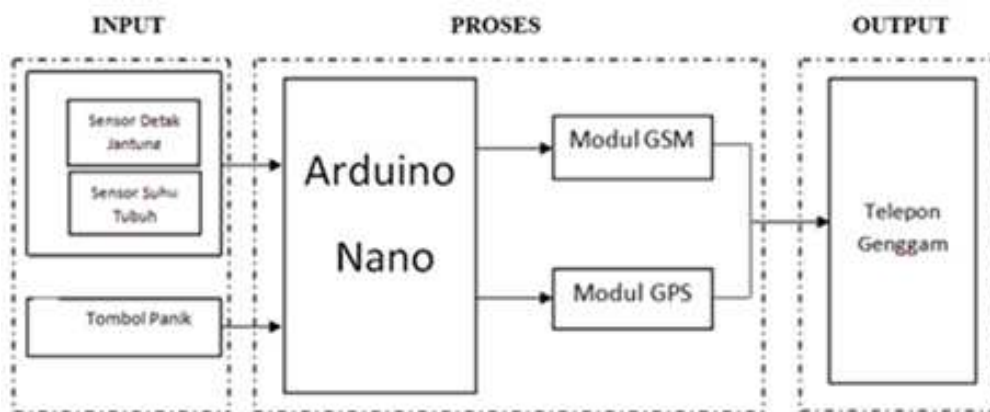 INPUT
PROSES
OUTPUT
Sensor Detak
Jantung
Sensor Suhu
Tubuh
Tombol Panik
Arduino
Nano
Modul GSM
Modul GPS
Telepon
Genggam